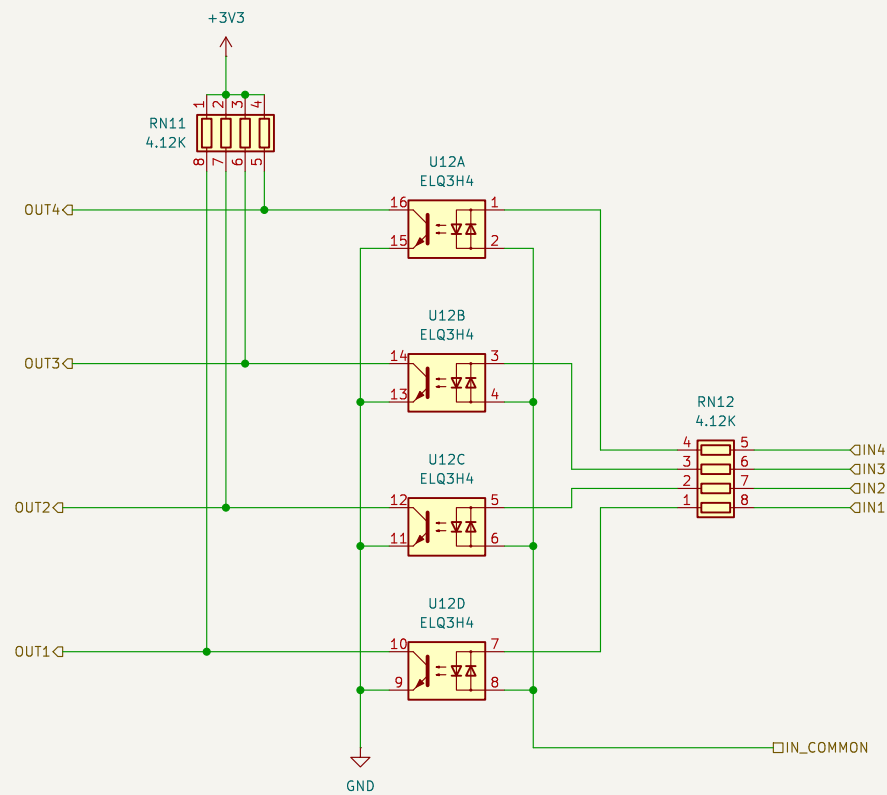 +3V3
1 2 3 4
RN11
4.12K
8 7 6 5
U12A
ELQ3H4
OUT4 16 1
15 2
U12B
ELQ3H4
OUT3 14 3
13 4
RN12
4.12K
4 5 IN4
3 6 IN3
2 7 IN2
1 8 IN1
U12C
ELQ3H4
OUT2 12 5
11 6
U12D
ELQ3H4
OUT1 10 7
9 8
IN_COMMON
GND